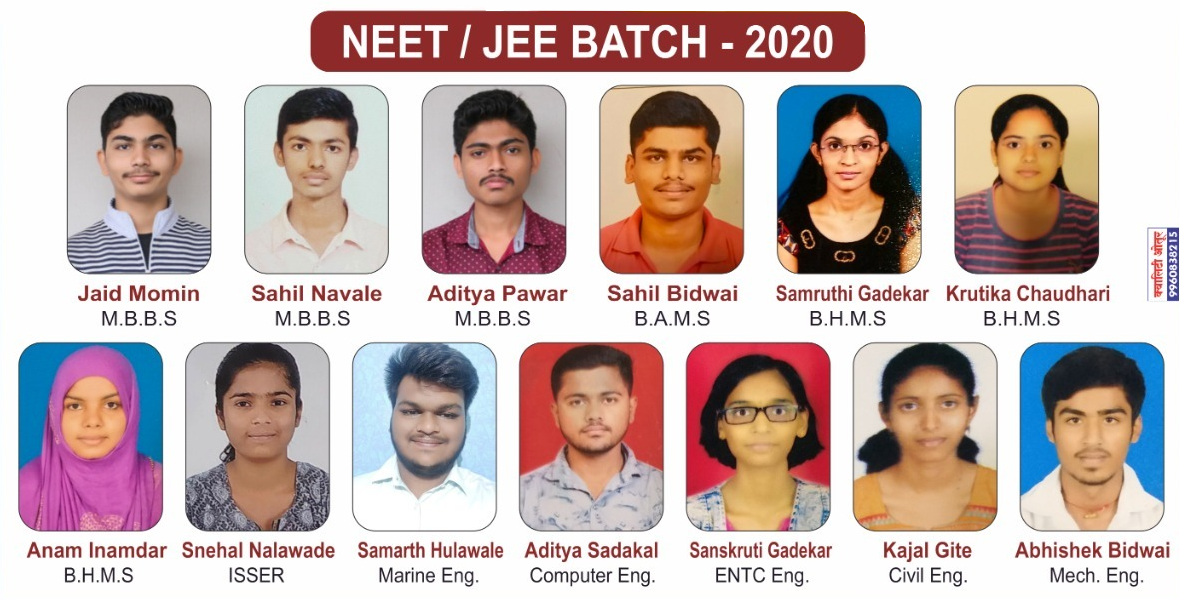 NEET / JEE BATCH - 2020
Jaid Momin
M.B.B.S
Sahil Navale
M.B.B.S
Aditya Pawar
M.B.B.S
Sahil Bidwai
B.A.M.S
Samruthi Gadekar
B.H.M.S
Krutika Chaudhari
B.H.M.S
क्वालिटी ओतूर
9960838215
Anam Inamdar
B.H.M.S
Snehal Nalawade
ISSER
Samarth Hulawale
Marine Eng.
Aditya Sadakal
Computer Eng.
Sanskruti Gadekar
ENTC Eng.
Kajal Gite
Civil Eng.
Abhishek Bidwai
Mech. Eng.